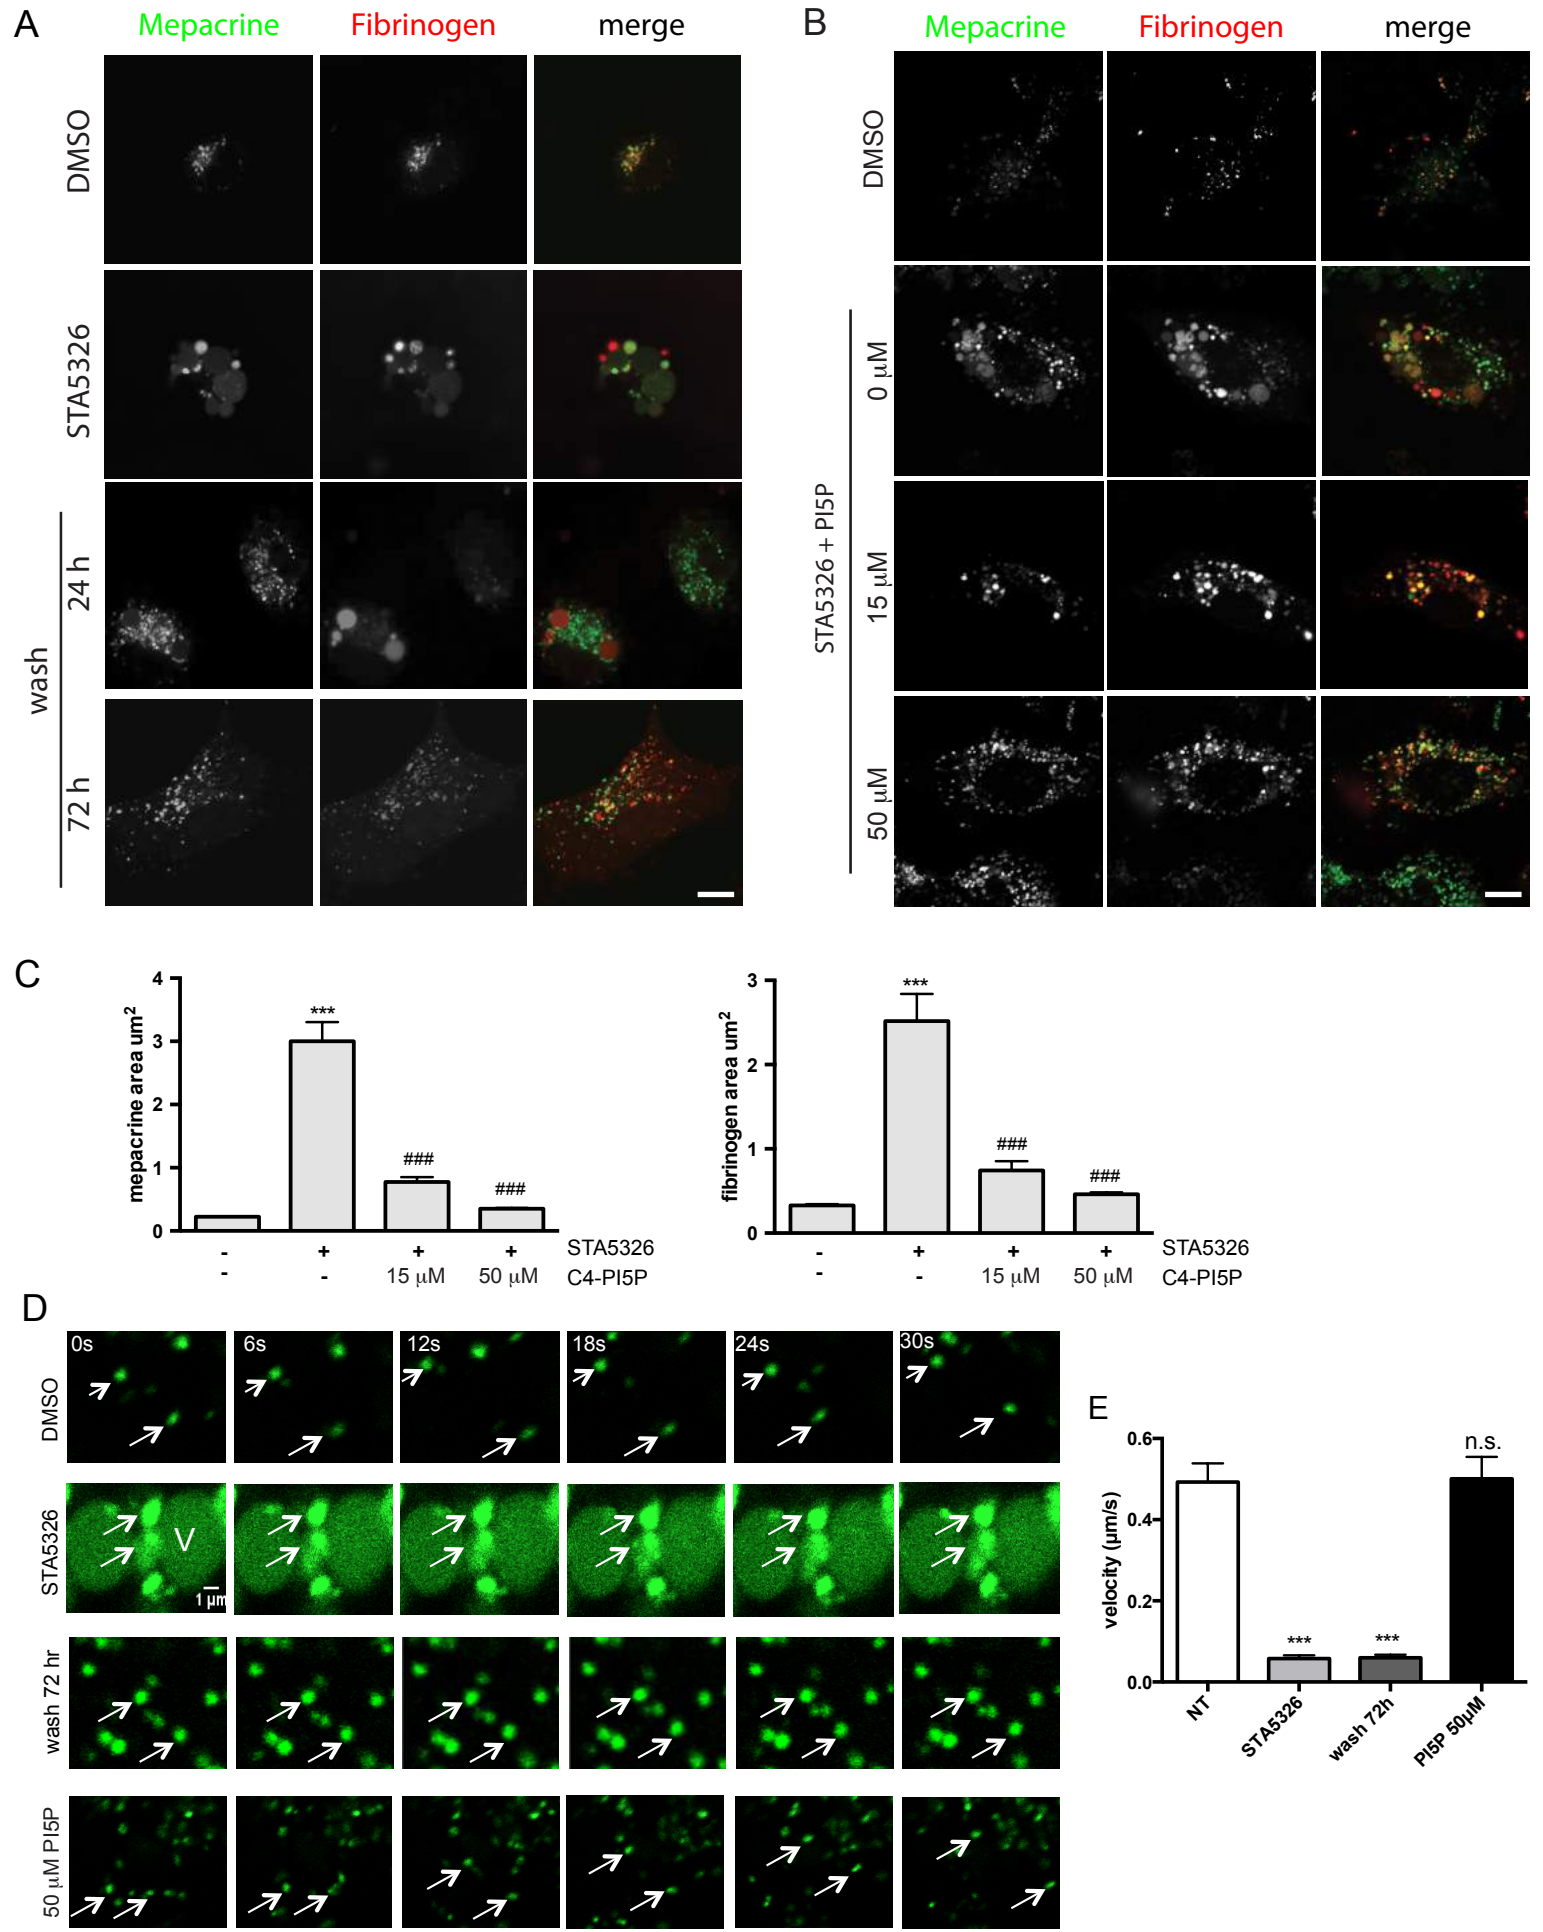 A
Mepacrine Fibrinogen merge
DMSO
STA5326
wash
24 h
72 h
B
Mepacrine Fibrinogen merge
DMSO
STA5326 + PI5P
0 µM
15 µM
50 µM
C
mepacrine area um²
4
3
2
1
0
***
###
###
- + + + STA5326
- - 15 µM 50 µM C4-PI5P
fibrinogen area um²
3
2
1
0
***
###
###
- + + + STA5326
- - 15 µM 50 µM C4-PI5P
D
0s 6s 12s 18s 24s 30s
DMSO
STA5326
V
1 µm
wash 72 hr
50 µM PI5P
E
velocity (µm/s)
0.6
0.4
0.2
0.0
***
***
n.s.
NT
STA5326
wash 72h
PI5P 50µM